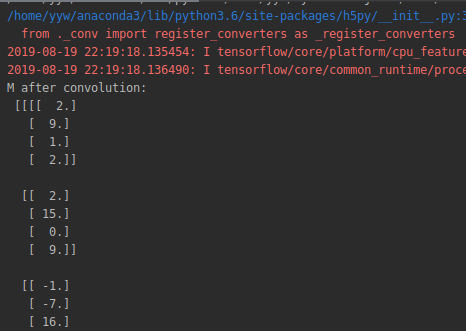 /home/yyw/anaconda3/lib/python3.6/site-packages/h5py/__init__.py:3
from ._conv import register_converters as _register_converters
2019-08-19 22:19:18.135454: I tensorflow/core/platform/cpu_feature
2019-08-19 22:19:18.136490: I tensorflow/core/common_runtime/proce
M after convolution:
[[[[  2.]
[  9.]
[  1.]
[  2.]]
[[  2.]
[ 15.]
[  0.]
[  9.]]
[[ -1.]
[ -7.]
[ 16.]